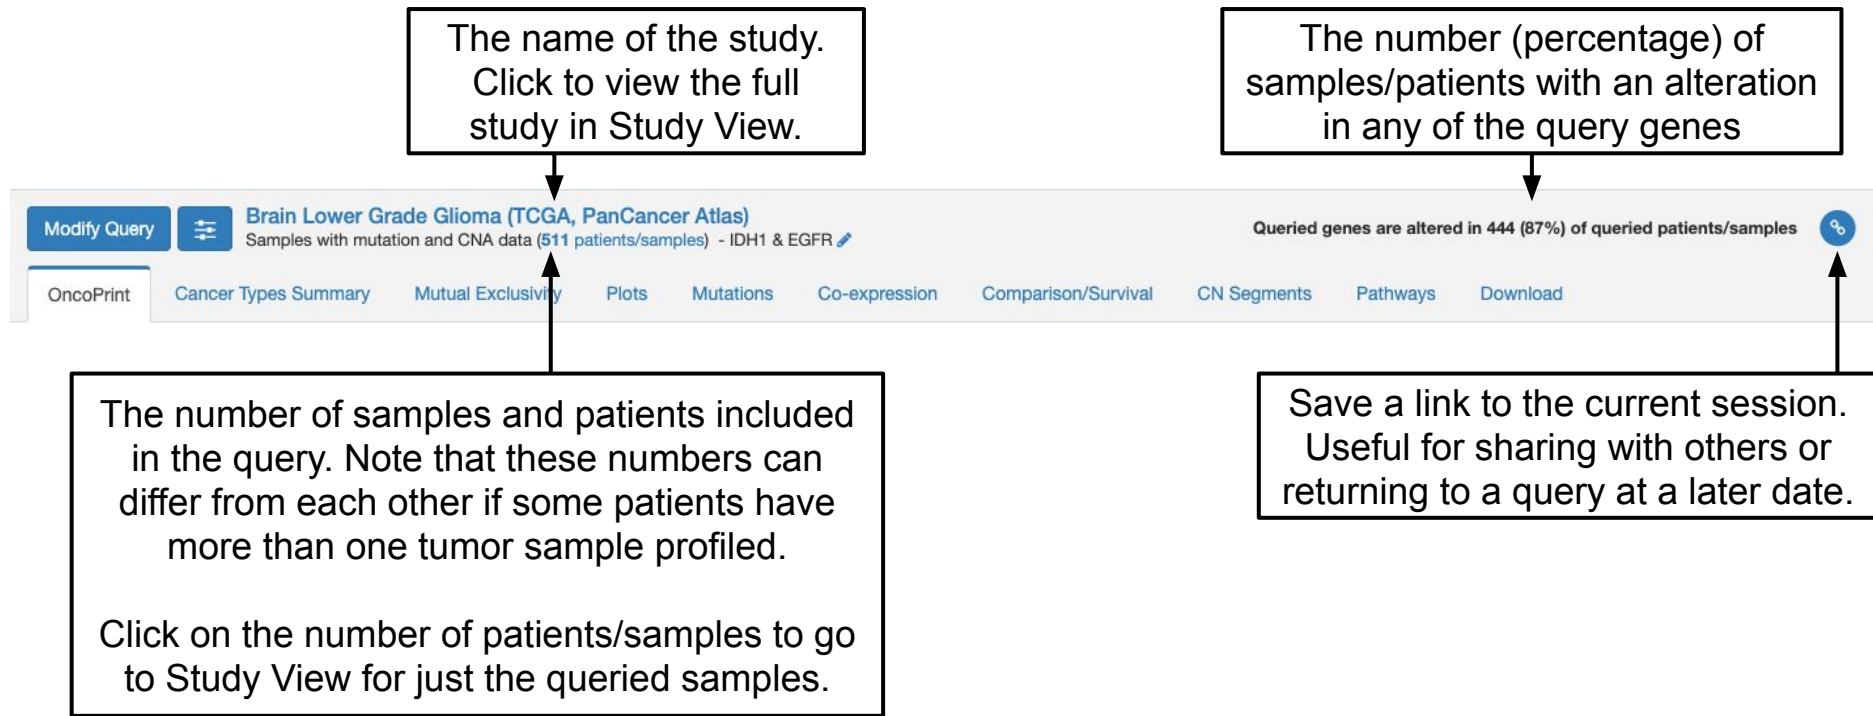 The name of the study.
Click to view the full
study in Study View.
The number (percentage) of
samples/patients with an alteration
in any of the query genes
Modify Query
Brain Lower Grade Glioma (TCGA, PanCancer Atlas)
Samples with mutation and CNA data (511 patients/samples) - IDH1 & EGFR
Queried genes are altered in 444 (87%) of queried patients/samples
OncoPrint Cancer Types Summary Mutual Exclusivity Plots Mutations Co-expression Comparison/Survival CN Segments Pathways Download
The number of samples and patients included
in the query. Note that these numbers can
differ from each other if some patients have
more than one tumor sample profiled.
Click on the number of patients/samples to go
to Study View for just the queried samples.
Save a link to the current session.
Useful for sharing with others or
returning to a query at a later date.